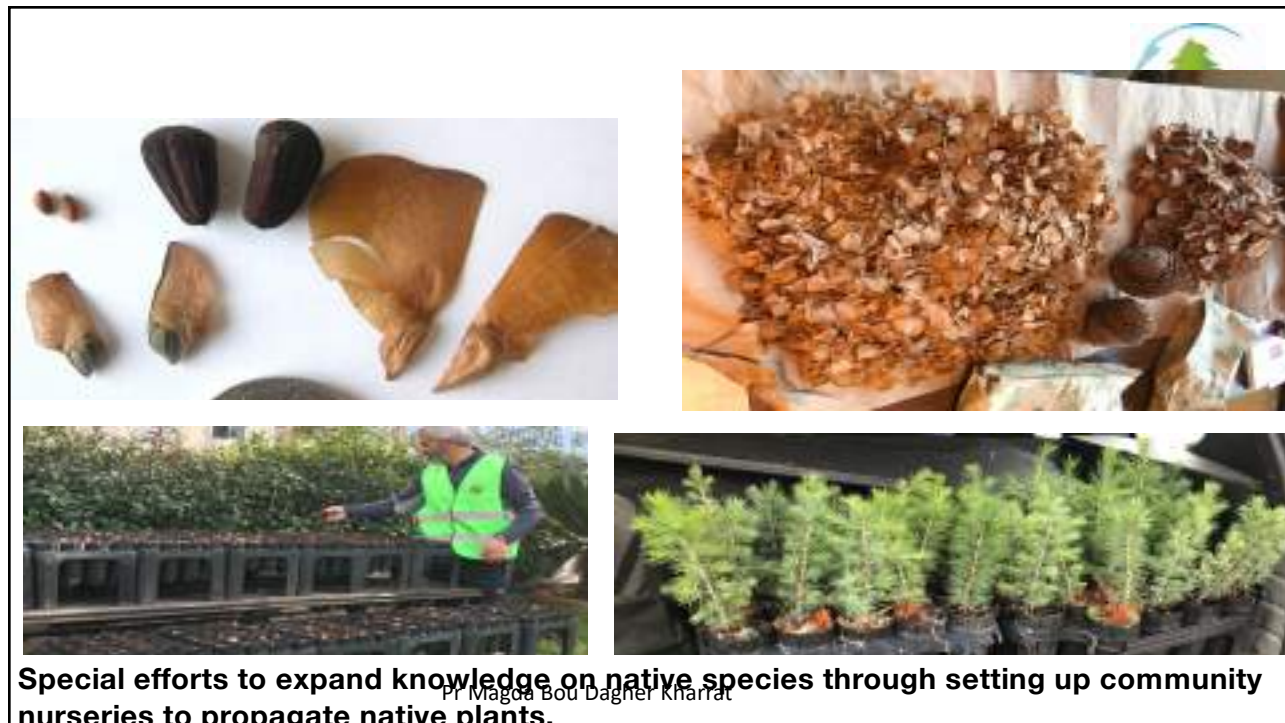 Special efforts to expand knowledge on native species through setting up community
Pr Magda Bou Dagher Kharrat
nurseries to propagate native plants.